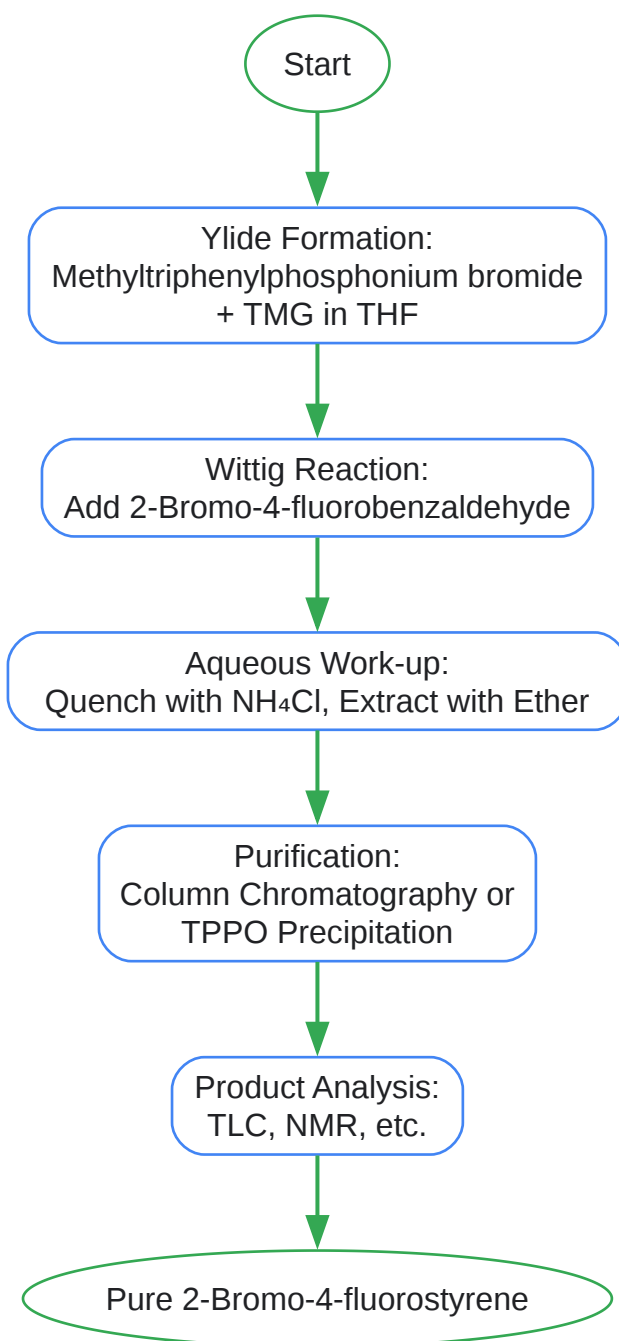 Start
Ylide Formation:
Methyltriphenylphosphonium bromide
+ TMG in THF
Wittig Reaction:
Add 2-Bromo-4-fluorobenzaldehyde
Aqueous Work-up:
Quench with NH₄Cl, Extract with Ether
Purification:
Column Chromatography or
TPPO Precipitation
Product Analysis:
TLC, NMR, etc.
Pure 2-Bromo-4-fluorostyrene